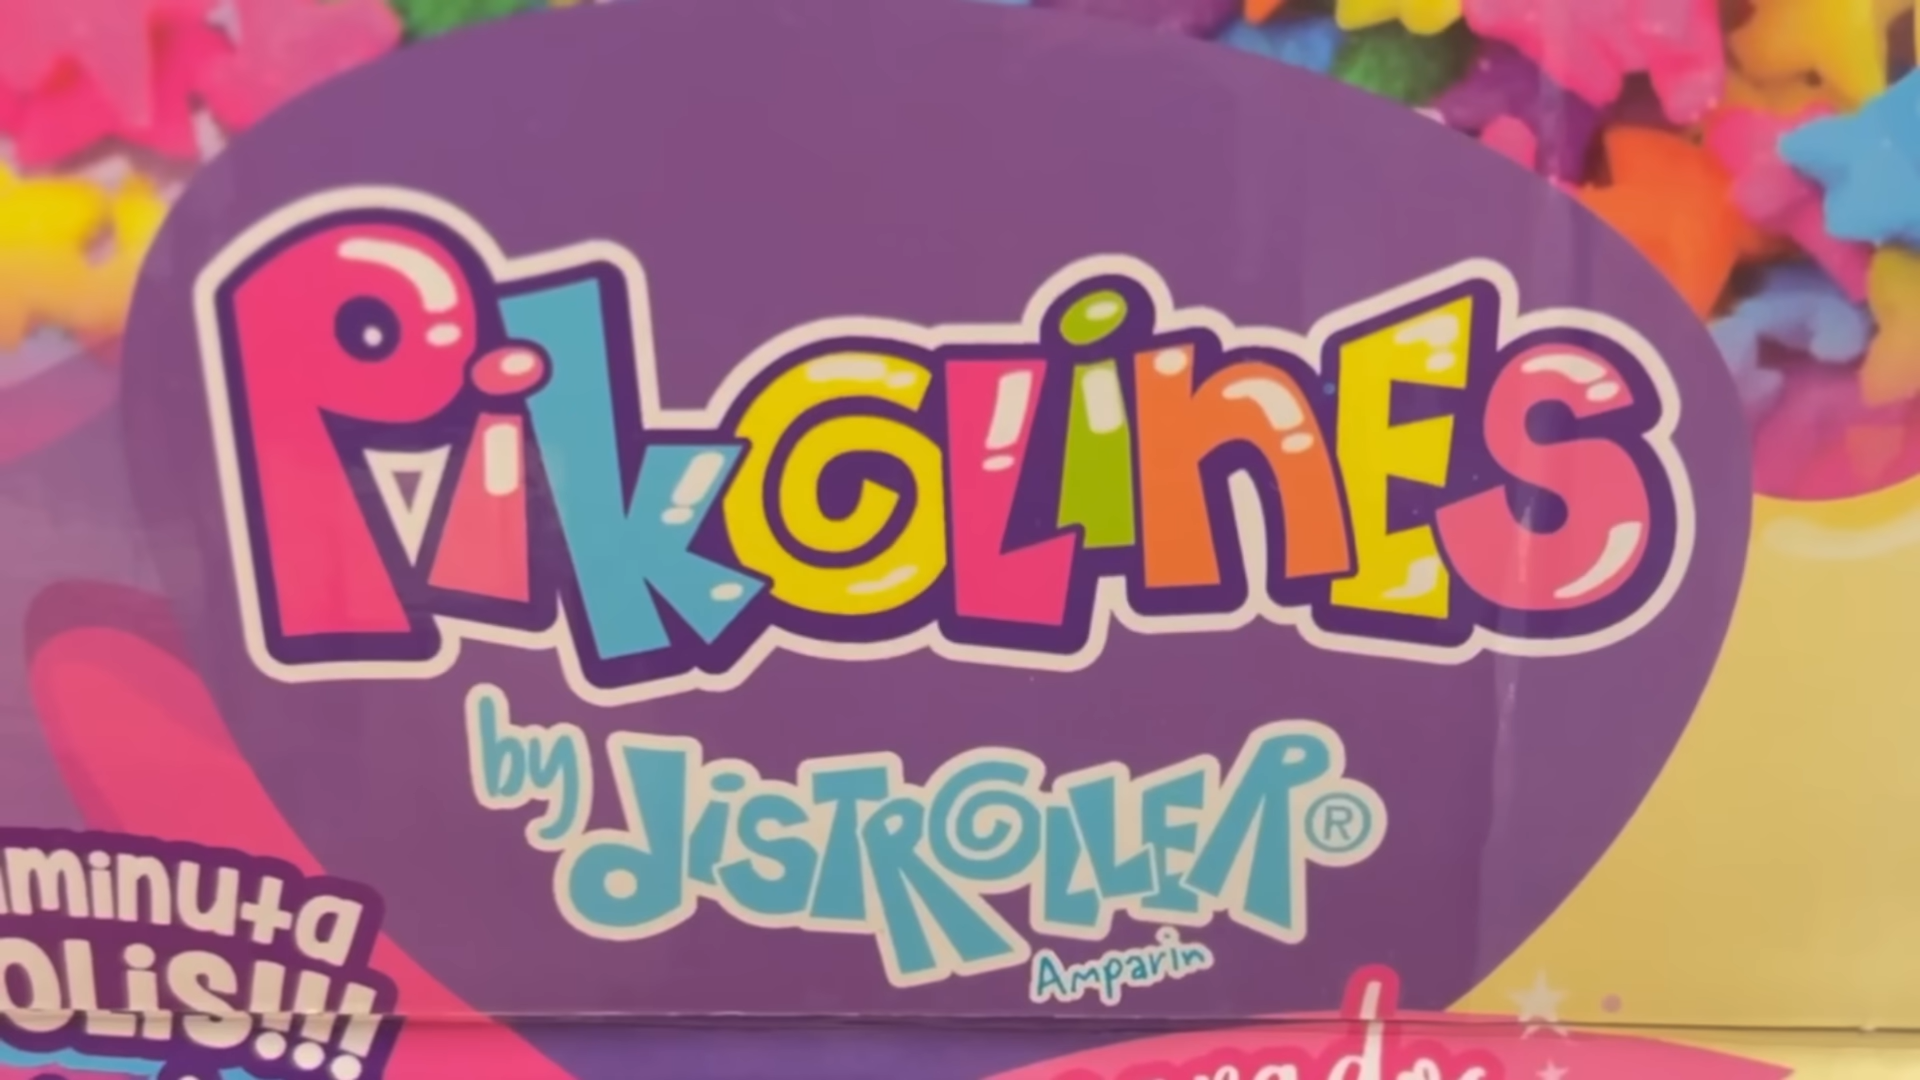 PikOLinES
by diSTROLLER®
Amparin
minuta
OLiS!!!